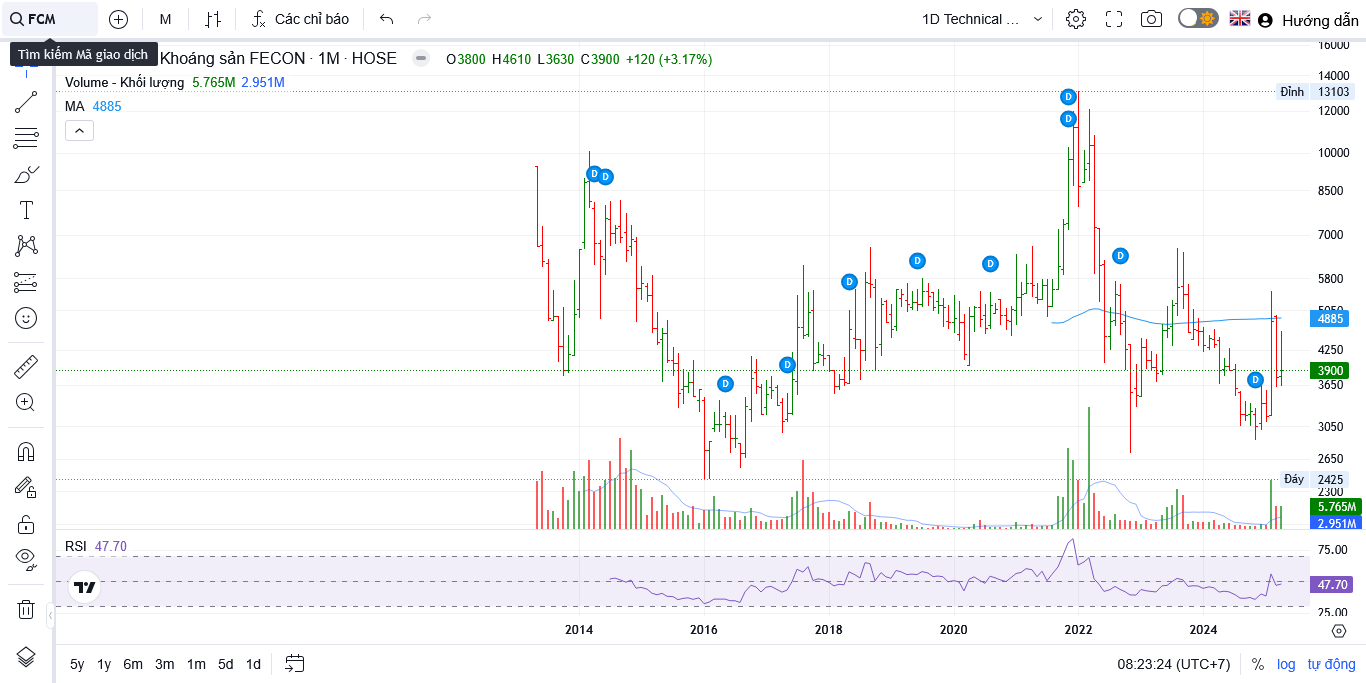 FCM M Các chỉ báo 1D Technical ... Hướng dẫn
Tìm kiếm Mã giao dịch
Khoáng sản FECON · 1M · HOSE O3800 H4610 L3630 C3900 +120 (+3.17%)
Volume - Khối lượng 5.765M 2.951M
MA 4885
16000
14000
Đỉnh 13103
12000
10000
8500
7000
5800
4885
4250
3900
3650
3050
2650
Đáy 2425
2300
5.765M
2.951M
D
D
D
D
D
D
D
D
D
D
D
RSI 47.70
75.00
47.70
25.00
2014 2016 2018 2020 2022 2024
5y 1y 6m 3m 1m 5d 1d 08:23:24 (UTC+7) % log tự động